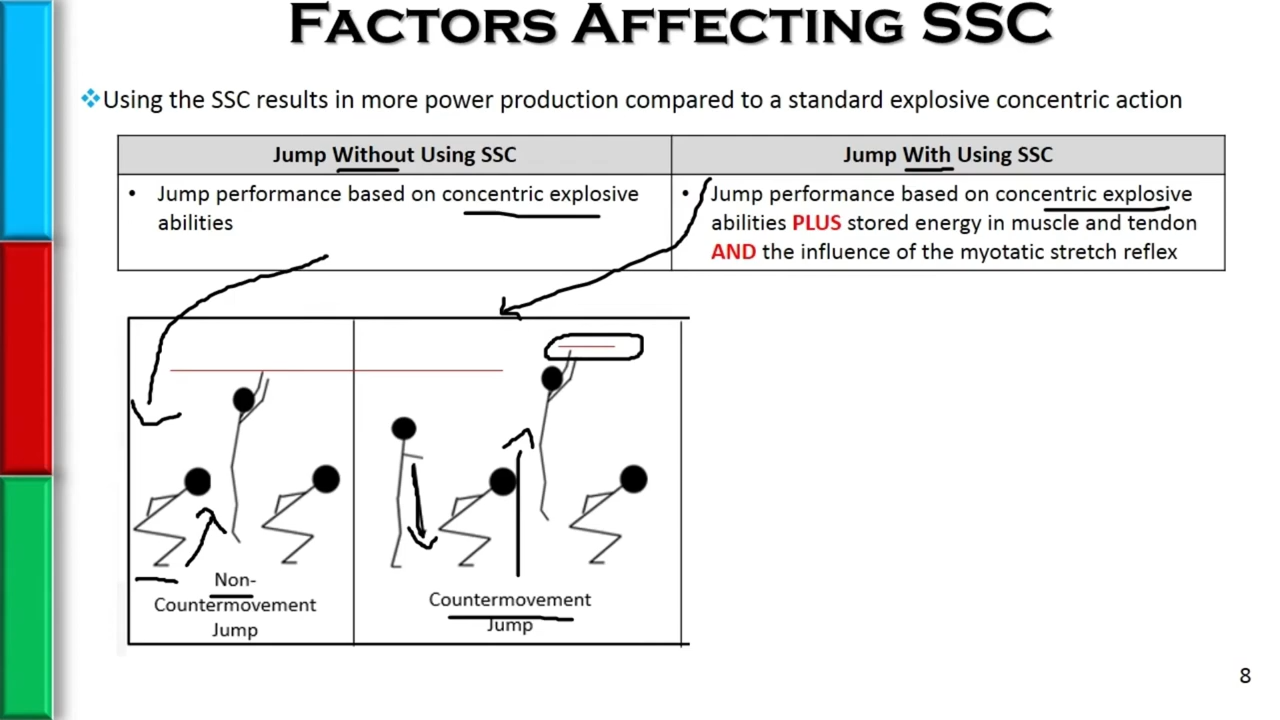 FACTORS AFFECTING SSC
Using the SSC results in more power production compared to a standard explosive concentric action
Jump Without Using SSC
Jump With Using SSC
• Jump performance based on concentric explosive
abilities
• Jump performance based on concentric explosive
abilities PLUS stored energy in muscle and tendon
AND the influence of the myotatic stretch reflex
Non-
Countermovement
Jump
Countermovement
Jump
8